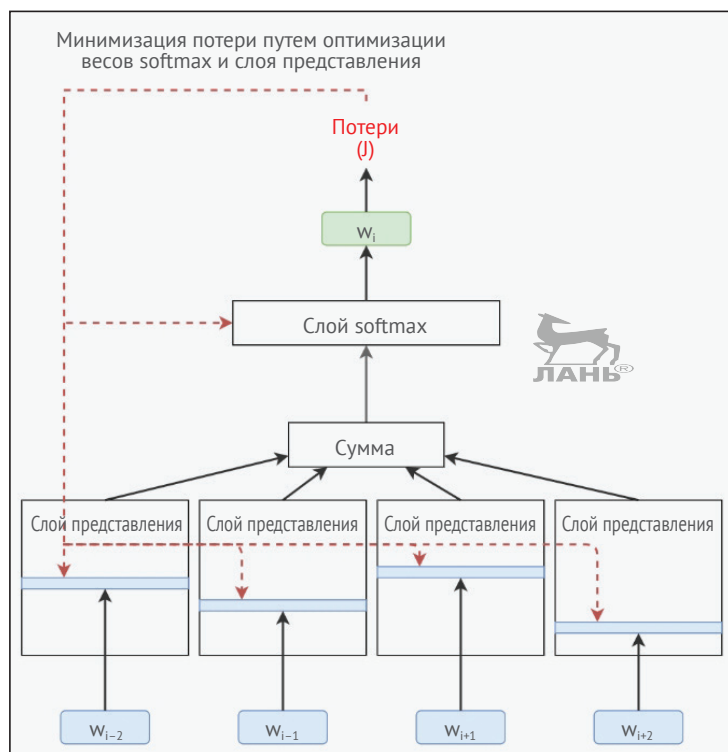 Минимизация потери путем оптимизации
весов softmax и слоя представления
Потери
(J)
wᵢ
Слой softmax
ЛАНЬ®
Сумма
Слой представления
Слой представления
Слой представления
Слой представления
wᵢ₋₂
wᵢ₋₁
wᵢ₊₁
wᵢ₊₂